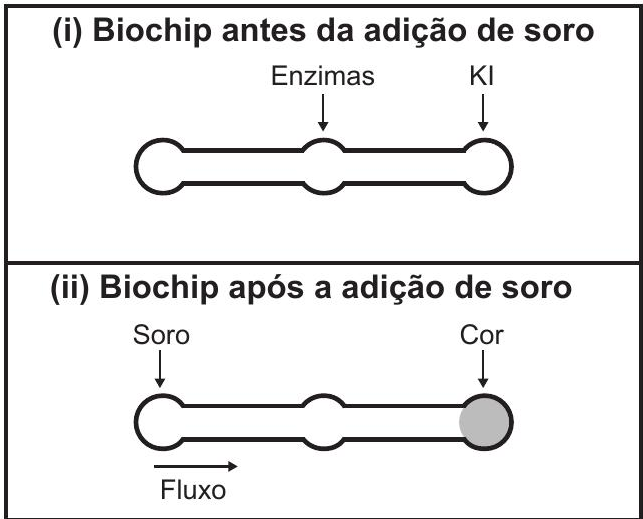 (i) Biochip antes da adição de soro
Enzimas KI
(ii) Biochip após a adição de soro
Soro Cor
Fluxo